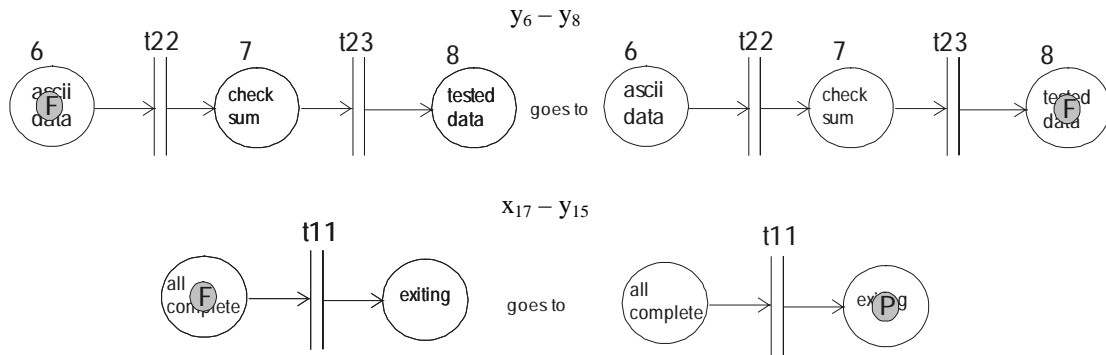 y6 – y8
6 t22 7 t23 8
ascii data
F
check sum
tested data
goes to
6 t22 7 t23 8
ascii data
check sum
tested data
F
x17 – y15
t11
all complete
F
exiting
goes to
t11
all complete
exiting
P